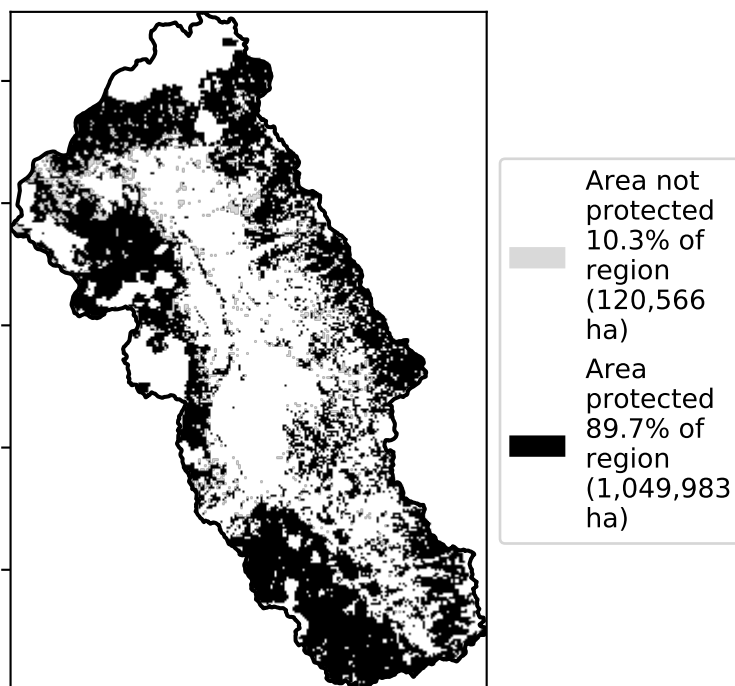 Area not
protected
10.3% of
region
(120,566
ha)
Area
protected
89.7% of
region
(1,049,983
ha)